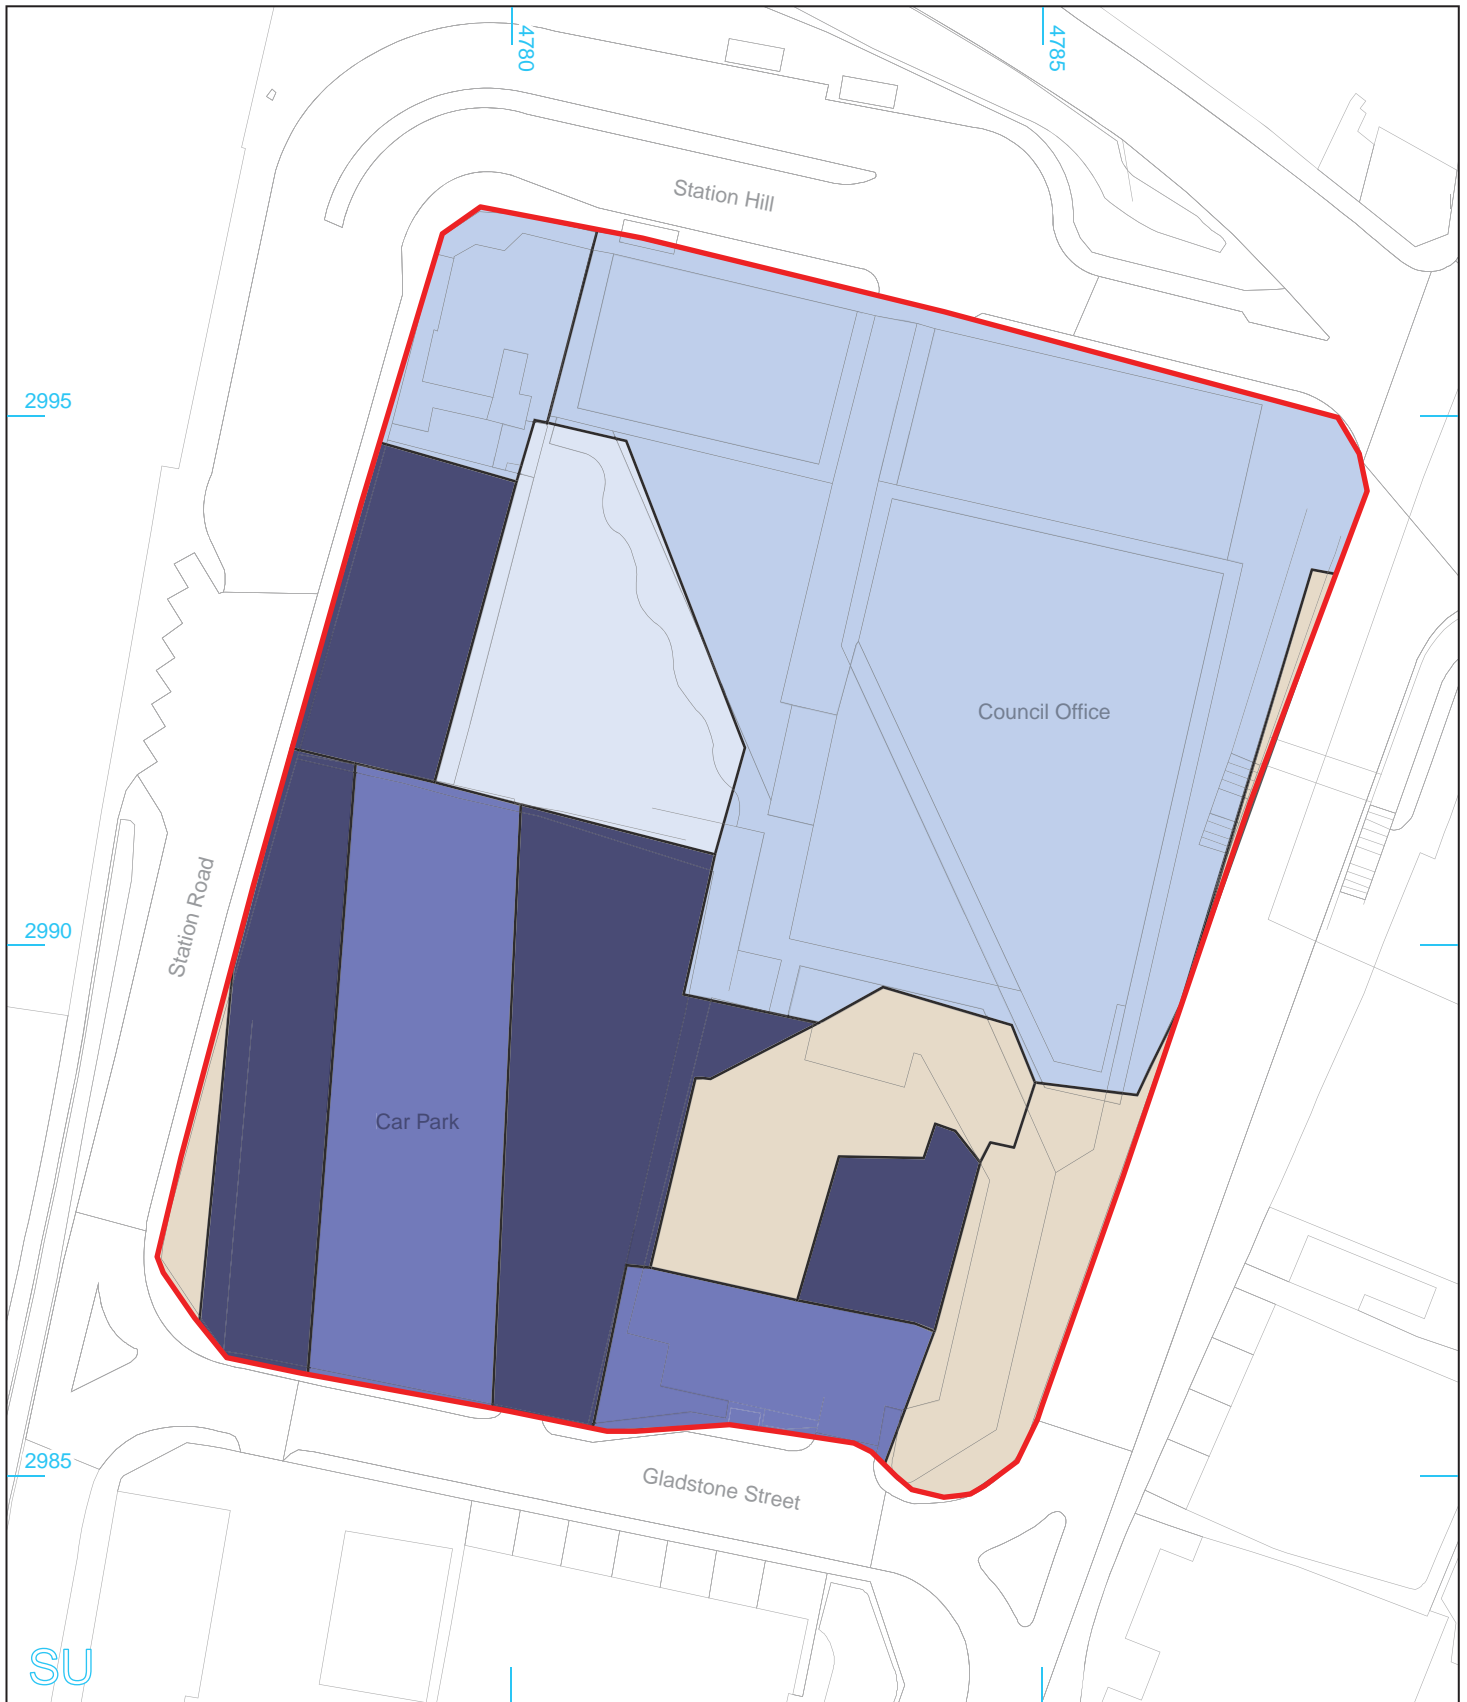 4780
4785
Station Hill
2995
Council Office
Station Road
2990
Car Park
2985
Gladstone Street
SU